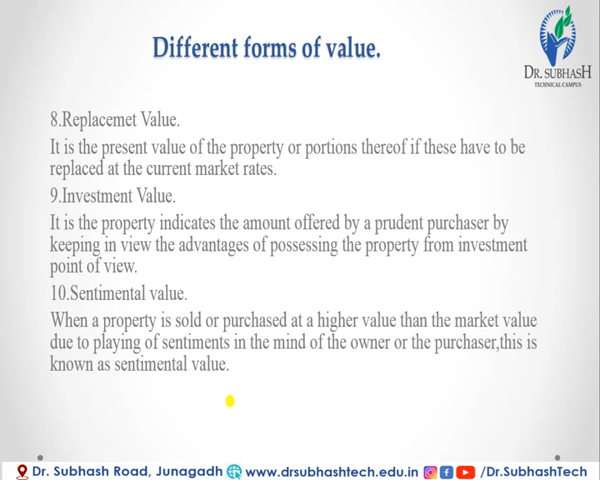 Different forms of value.
DR. SUBHASH
TECHNICAL CAMPUS
8.Replacemet Value.
It is the present value of the property or portions thereof if these have to be
replaced at the current market rates.
9.Investment Value.
It is the property indicates the amount offered by a prudent purchaser by
keeping in view the advantages of possessing the property from investment
point of view.
10.Sentimental value.
When a property is sold or purchased at a higher value than the market value
due to playing of sentiments in the mind of the owner or the purchaser,this is
known as sentimental value.
Dr. Subhash Road, Junagadh www.drsubhashtech.edu.in /Dr.SubhashTech